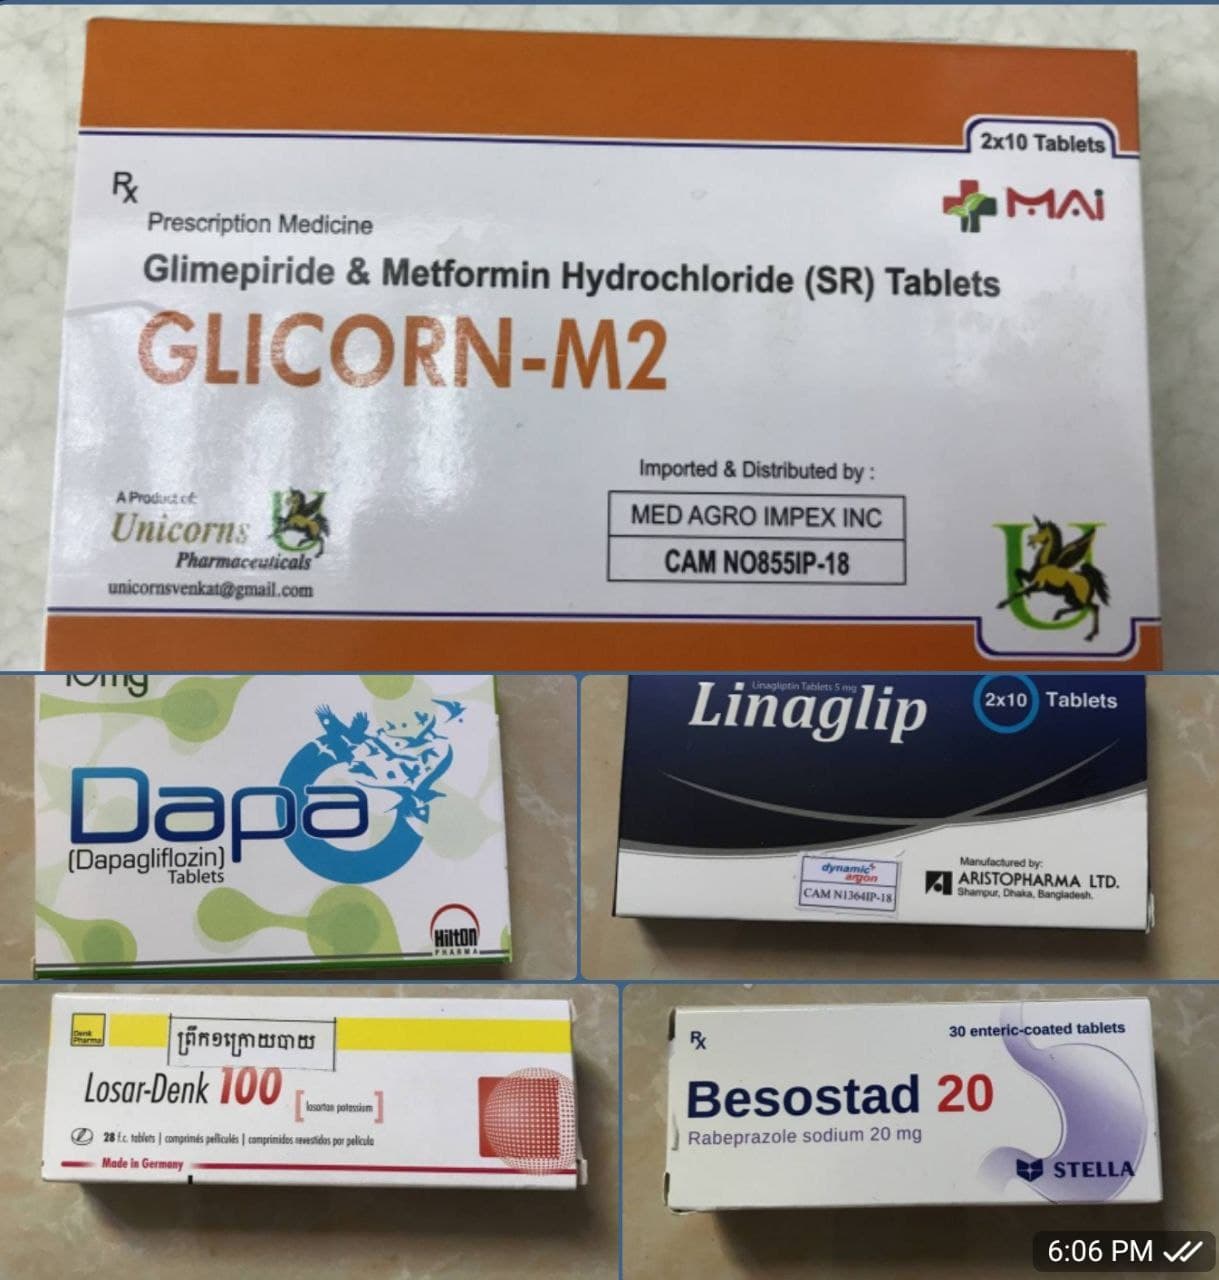 2x10 Tablets
MAi
Rx
Prescription Medicine
Glimepiride & Metformin Hydrochloride (SR) Tablets
GLICORN-M2
Imported & Distributed by :
MED AGRO IMPEX INC
CAM NO855IP-18
A Product of:
Unicorns
Pharmaceuticals
unicornsvenkat@gmail.com
U
U
10mg
Dapa
(Dapagliflozin)
Tablets
HiltON
PHARMA
Linagliptin Tablets 5 mg
Linaglip
2x10 Tablets
dynamic
argon
CAM N1364IP-18
Manufactured by:
ARISTOPHARMA LTD.
Shampur, Dhaka, Bangladesh.
Denk
Pharma
ព្រឹក១ក្រោយបាយ
Losar-Denk 100 [losartan potassium]
28 f.c. tablets | comprimés pelliculés | comprimidos revestidos por película
Made in Germany
Rx
30 enteric-coated tablets
Besostad 20
Rabeprazole sodium 20 mg
STELLA
6:06 PM